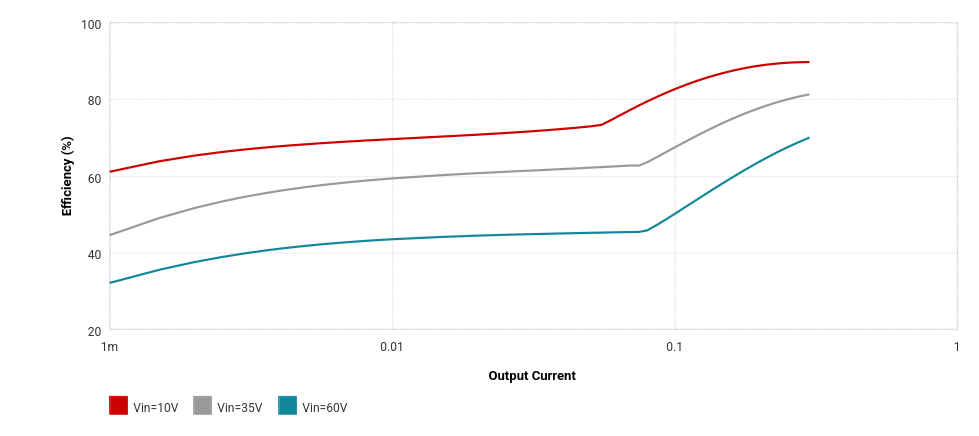 100
80
60
40
20
Efficiency (%)
1m 0.01 0.1 1
Output Current
Vin=10V Vin=35V Vin=60V